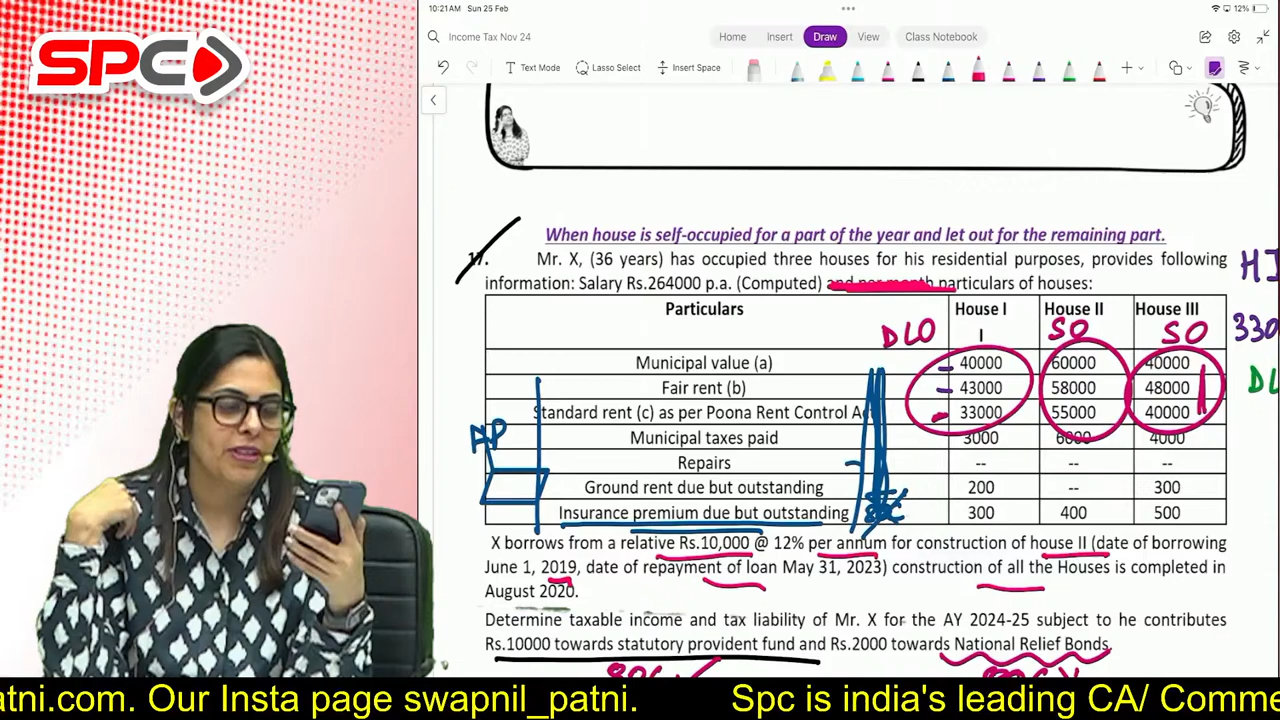 10:21 AM Sun 25 Feb
12%
SPC
Income Tax Nov 24
Home Insert Draw View Class Notebook
Text Mode Lasso Select Insert Space
When house is self-occupied for a part of the year and let out for the remaining part.
17. Mr. X, (36 years) has occupied three houses for his residential purposes, provides following
information: Salary Rs.264000 p.a. (Computed) and per month particulars of houses:
Particulars House I House II House III
I
DLO SO SO
Municipal value (a) 40000 60000 40000
Fair rent (b) 43000 58000 48000
Standard rent (c) as per Poona Rent Control 33000 55000 40000
Municipal taxes paid 3000 6000 4000
Repairs -- -- --
Ground rent due but outstanding 200 -- 300
Insurance premium due but outstanding 300 400 500
AP
HI
330
DL
X borrows from a relative Rs.10,000 @ 12% per annum for construction of house II (date of borrowing
June 1, 2019, date of repayment of loan May 31, 2023) construction of all the Houses is completed in
August 2020.
Determine taxable income and tax liability of Mr. X for the AY 2024-25 subject to he contributes
Rs.10000 towards statutory provident fund and Rs.2000 towards National Relief Bonds.
atni.com. Our Insta page swapnil_patni. Spc is india's leading CA/ Comme